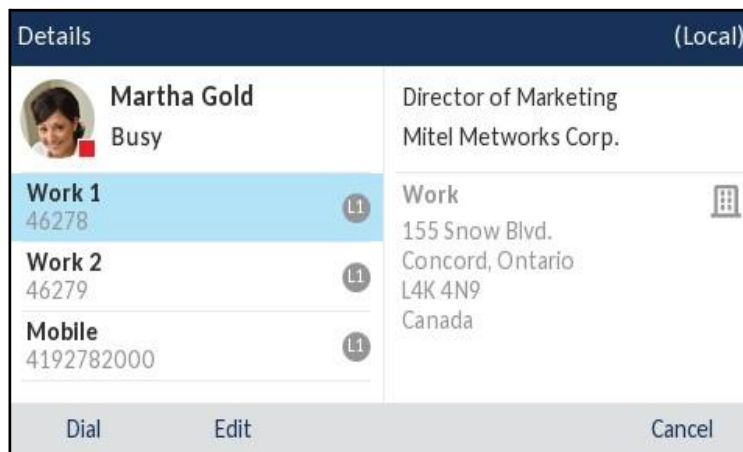 Details (Local)
Martha Gold
Busy
Work 1
46278
L1
Work 2
46279
L1
Mobile
4192782000
L1
Director of Marketing
Mitel Metworks Corp.
Work
155 Snow Blvd.
Concord, Ontario
L4K 4N9
Canada
Dial Edit Cancel